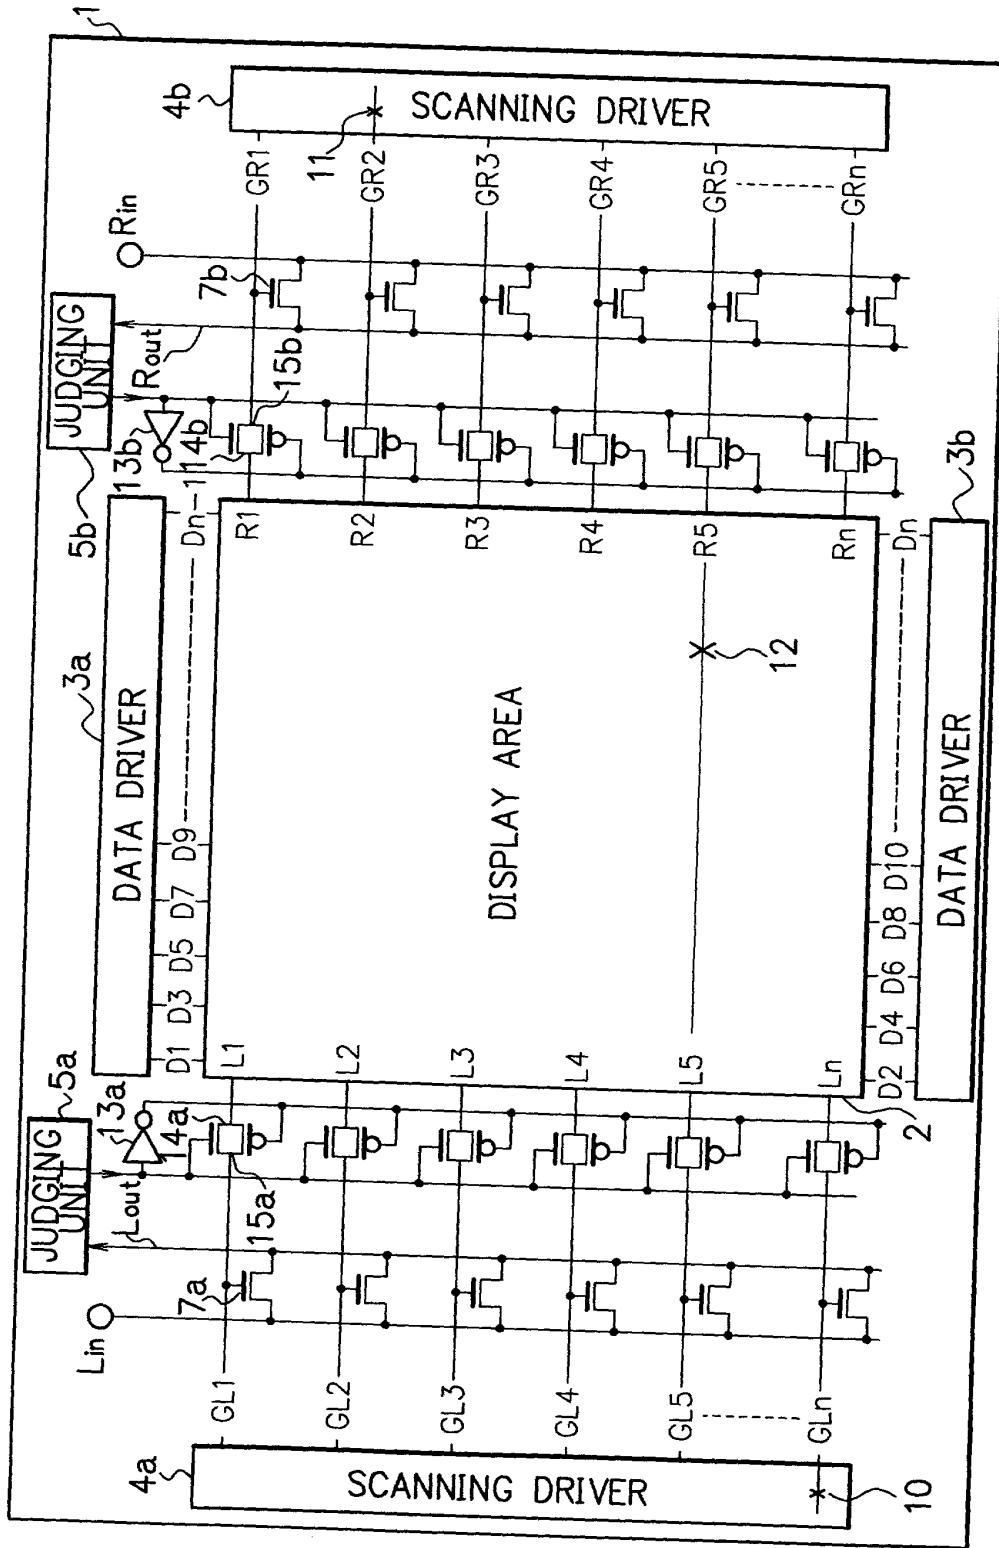 1
JUDGING
UNIT
5a
DATA DRIVER
3a
JUDGING
UNIT
5b
Lin
Lout
13a
14a
15a
7a
D1
D3
D5
D7
D9
Dn
13b
114b
15b
Rout
7b
Rin
4a
SCANNING DRIVER
10
GL1
GL2
GL3
GL4
GL5
GLn
L1
L2
L3
L4
L5
Ln
DISPLAY AREA
12
2
R1
R2
R3
R4
R5
Rn
GR1
GR2
GR3
GR4
GR5
GRn
11
4b
SCANNING DRIVER
D2
D4
D6
D8
D10
Dn
DATA DRIVER
3b